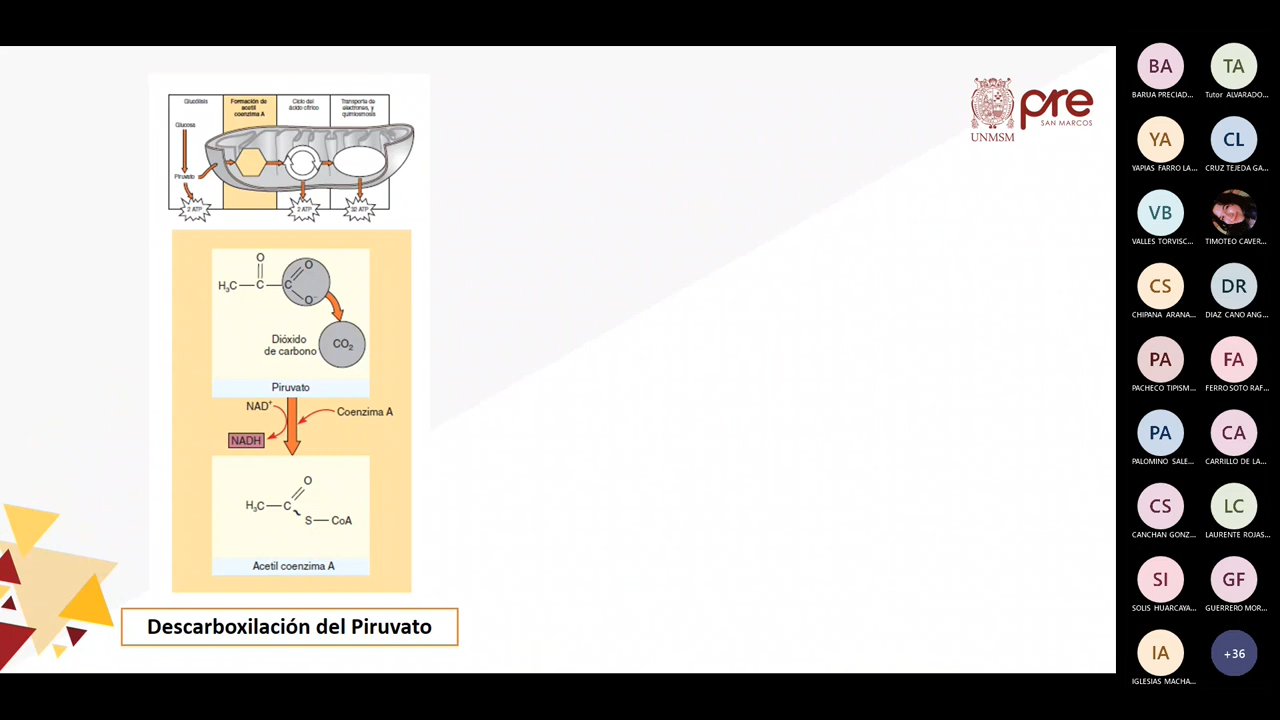 Glucólisis
Formación de
acetil
coenzima A
Ciclo del
ácido cítrico
Transporte de
electrones, y
quimiosmosis
Glucosa
Piruvato
2 ATP
2 ATP
32 ATP
O
H₃C—C—C
O
O⁻
Dióxido
de carbono
CO₂
Piruvato
NAD⁺
Coenzima A
NADH
O
H₃C—C
S—CoA
Acetil coenzima A
Descarboxilación del Piruvato
UNMSM
pre
SAN MARCOS
BA
BARUA PRECIAD...
TA
Tutor ALVARADO...
YA
YAPIAS FARRO LA...
CL
CRUZ TEJEDA GA...
VB
VALLES TORVISC...
TIMOTEO CAVER...
CS
CHIPANA ARANA...
DR
DIAZ CANO ANG...
PA
PACHECO TIPISM...
FA
FERRO SOTO RAF...
PA
PALOMINO SALE...
CA
CARRILLO DE LA...
CS
CANCHAN GONZ...
LC
LAURENTE ROJAS...
SI
SOLIS HUARCAYA...
GF
GUERRERO MOR...
IA
IGLESIAS MACHA...
+36